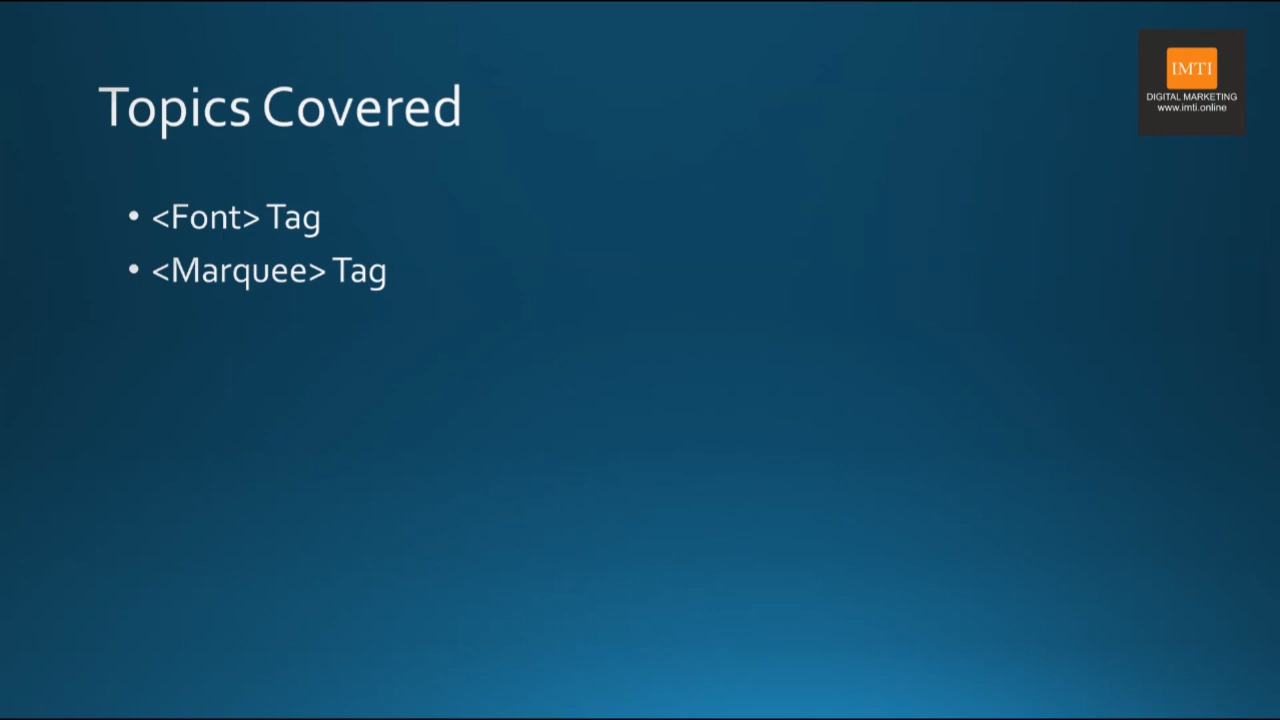 IMTI
DIGITAL MARKETING
www.imti.online
Topics Covered
• <Font> Tag
• <Marquee> Tag